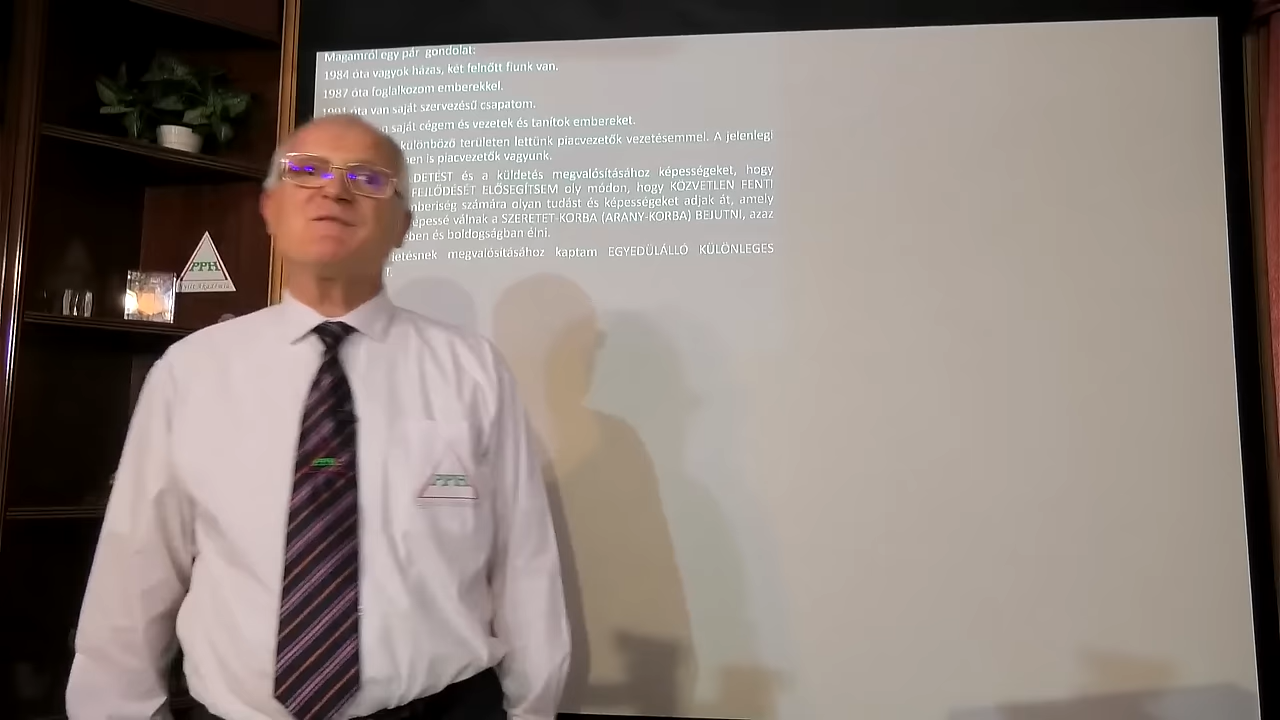 Magamról egy pár gondolat:
1984 óta vagyok házas, két felnőtt fiunk van.
1987 óta foglalkozom emberekkel.
1991 óta van saját szervezésű csapatom.
saját cégem és vezetek és tanítok embereket.
különböző területen lettünk piacvezetők vezetésemmel. A jelenlegi
is piacvezetők vagyunk.
és a küldetés megvalósításához képességeket, hogy
FEJLŐDÉSÉT ELŐSEGÍTSEM oly módon, hogy KÖZVETLEN FENTI
számára olyan tudást és képességeket adjak át, amely
válnak a SZERETET-KORBA (ARANY-KORBA) BEJUTNI, azaz
és boldogságban élni.
megvalósításához kaptam EGYEDÜLÁLLÓ KÜLÖNLEGES
PPH
PPH
PPH